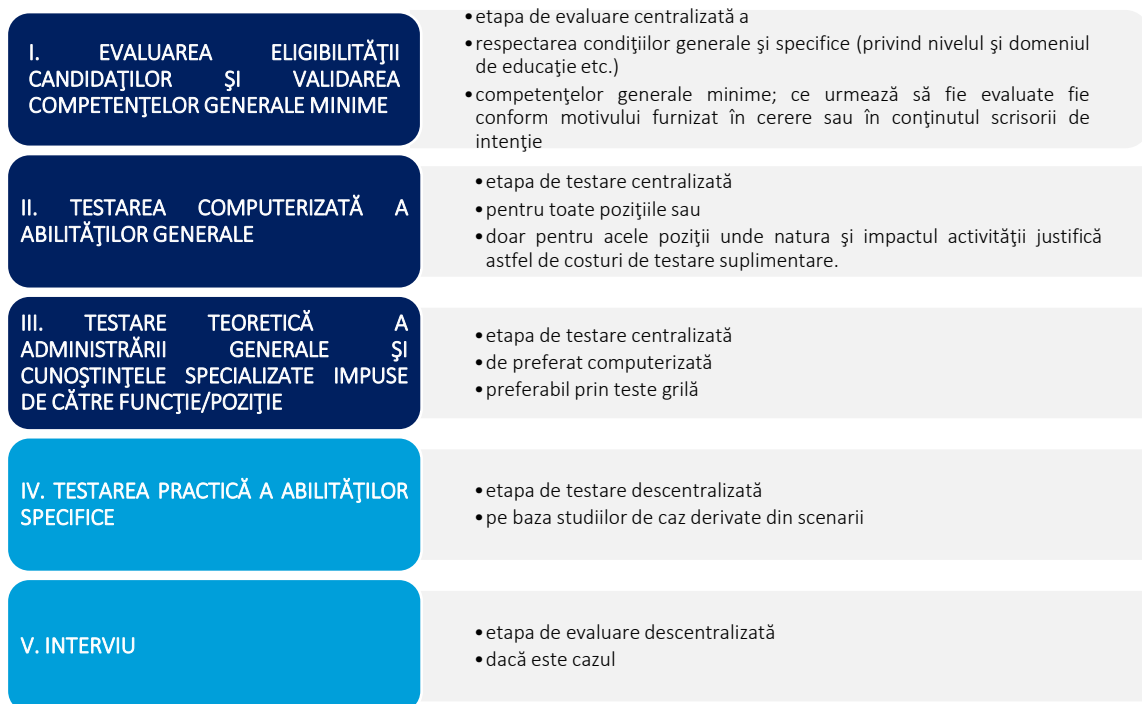 I. EVALUAREA ELIGIBILITĂŢII
CANDIDAŢILOR ŞI VALIDAREA
COMPETENŢELOR GENERALE MINIME
•etapa de evaluare centralizată a
•respectarea condiţiilor generale şi specifice (privind nivelul şi domeniul
de educaţie etc.)
•competenţelor generale minime; ce urmează să fie evaluate fie
conform motivului furnizat în cerere sau în conţinutul scrisorii de
intenţie
II. TESTAREA COMPUTERIZATĂ A
ABILITĂŢILOR GENERALE
•etapa de testare centralizată
•pentru toate poziţiile sau
•doar pentru acele poziţii unde natura şi impactul activităţii justifică
astfel de costuri de testare suplimentare.
III. TESTARE TEORETICĂ A
ADMINISTRĂRII GENERALE ŞI
CUNOŞTINŢELE SPECIALIZATE IMPUSE
DE CĂTRE FUNCŢIE/POZIŢIE
•etapa de testare centralizată
•de preferat computerizată
•preferabil prin teste grilă
IV. TESTAREA PRACTICĂ A ABILITĂŢILOR
SPECIFICE
•etapa de testare descentralizată
•pe baza studiilor de caz derivate din scenarii
V. INTERVIU
•etapa de evaluare descentralizată
•dacă este cazul